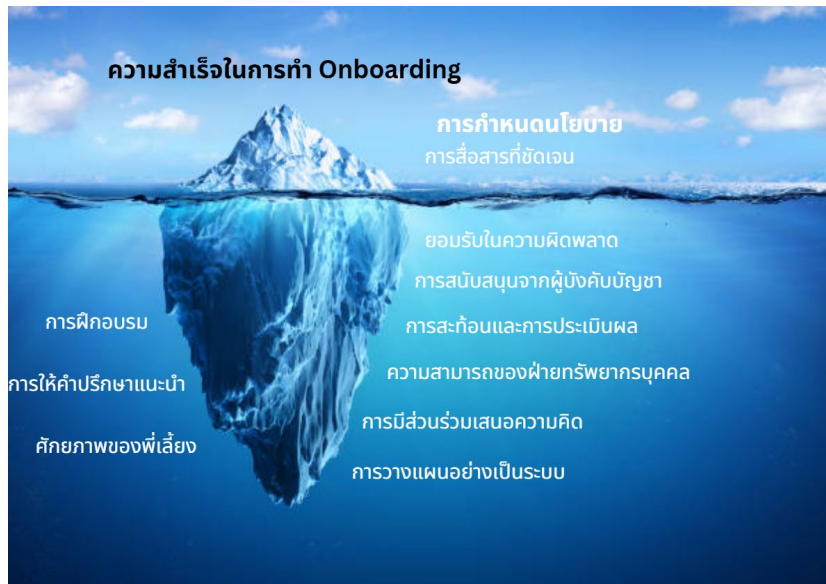 ความสำเร็จในการทำ Onboarding
การกำหนดนโยบาย
การสื่อสารที่ชัดเจน
ยอมรับในความผิดพลาด
การสนับสนุนจากผู้บังคับบัญชา
การฝึกอบรม
การสะท้อนและการประเมินผล
ความสามารถของฝ่ายทรัพยากรบุคคล
การให้คำปรึกษาแนะนำ
การมีส่วนร่วมเสนอความคิด
ศักยภาพของพี่เลี้ยง
การวางแผนอย่างเป็นระบบ